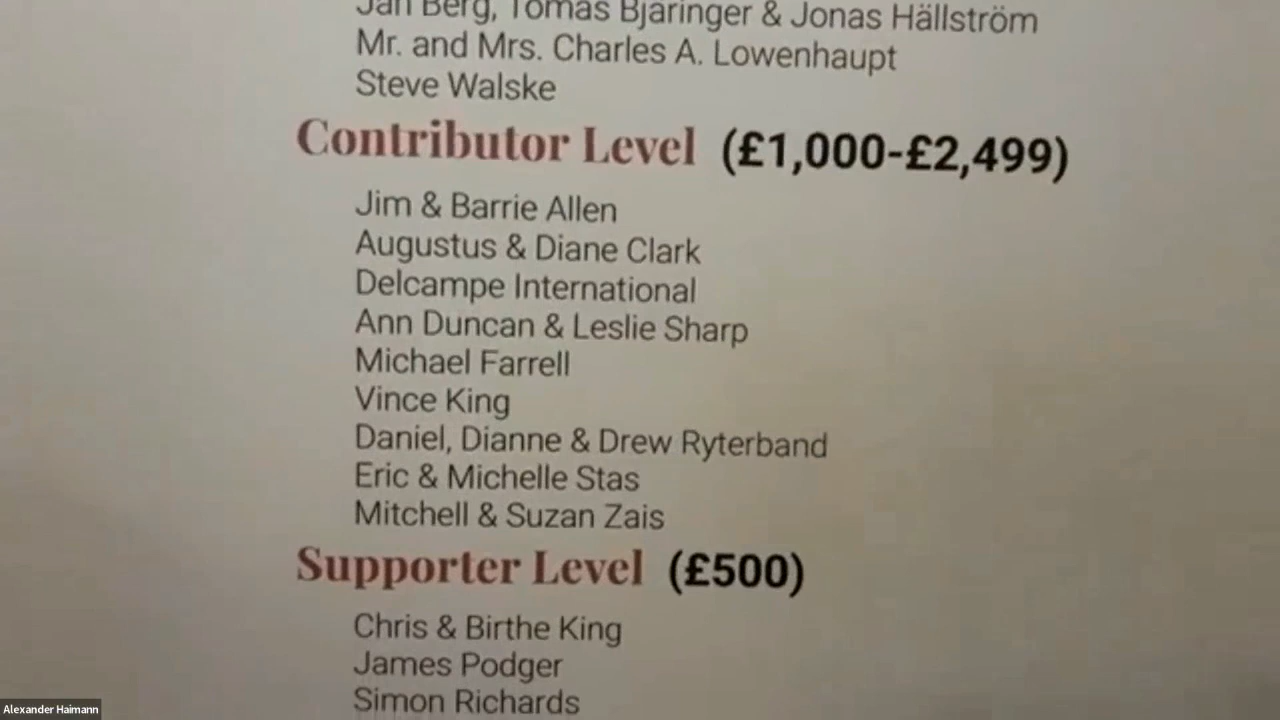 Jan Berg, Tomas Bjäringer & Jonas Hällström
Mr. and Mrs. Charles A. Lowenhaupt
Steve Walske
Contributor Level (£1,000-£2,499)
Jim & Barrie Allen
Augustus & Diane Clark
Delcampe International
Ann Duncan & Leslie Sharp
Michael Farrell
Vince King
Daniel, Dianne & Drew Ryterband
Eric & Michelle Stas
Mitchell & Suzan Zais
Supporter Level (£500)
Chris & Birthe King
James Podger
Simon Richards
Alexander Haimann